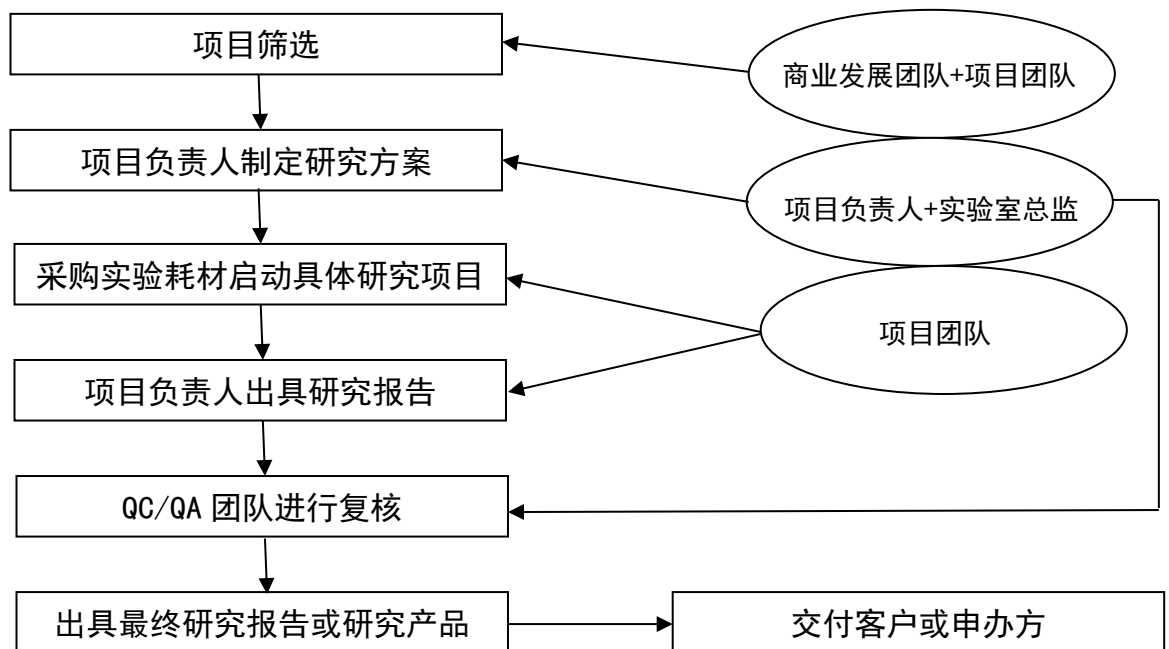 项目筛选
商业发展团队+项目团队
项目负责人制定研究方案
项目负责人+实验室总监
采购实验耗材启动具体研究项目
项目团队
项目负责人出具研究报告
QC/QA 团队进行复核
出具最终研究报告或研究产品
交付客户或申办方